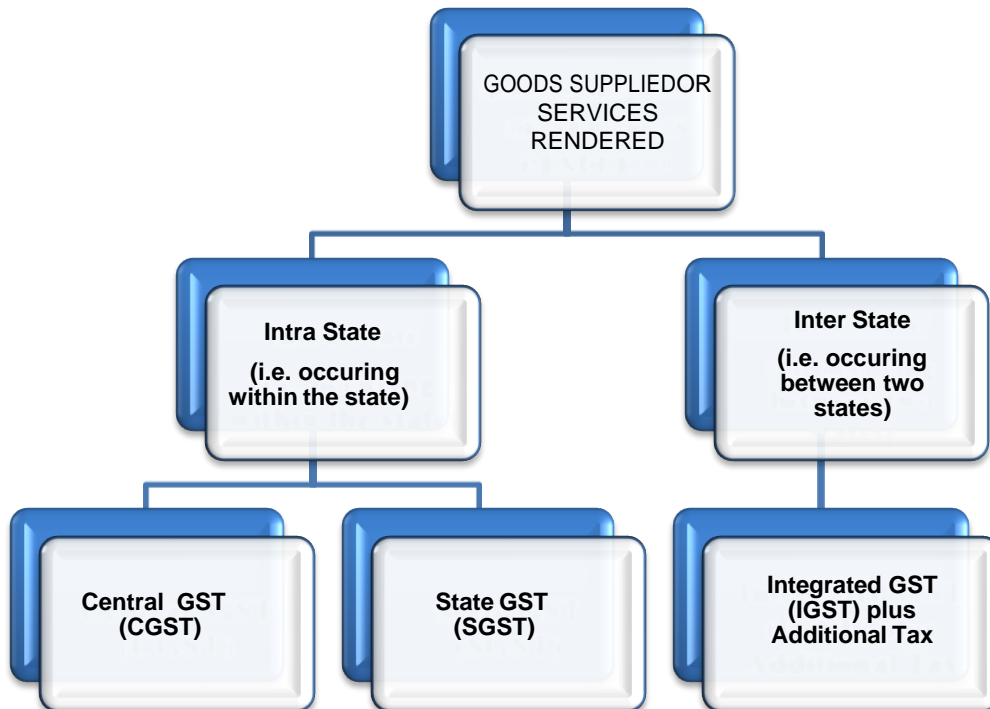 GOODS SUPPLIEDOR
SERVICES
RENDERED
Intra State
(i.e. occuring
within the state)
Inter State
(i.e. occuring
between two
states)
Central GST
(CGST)
State GST
(SGST)
Integrated GST
(IGST) plus
Additional Tax